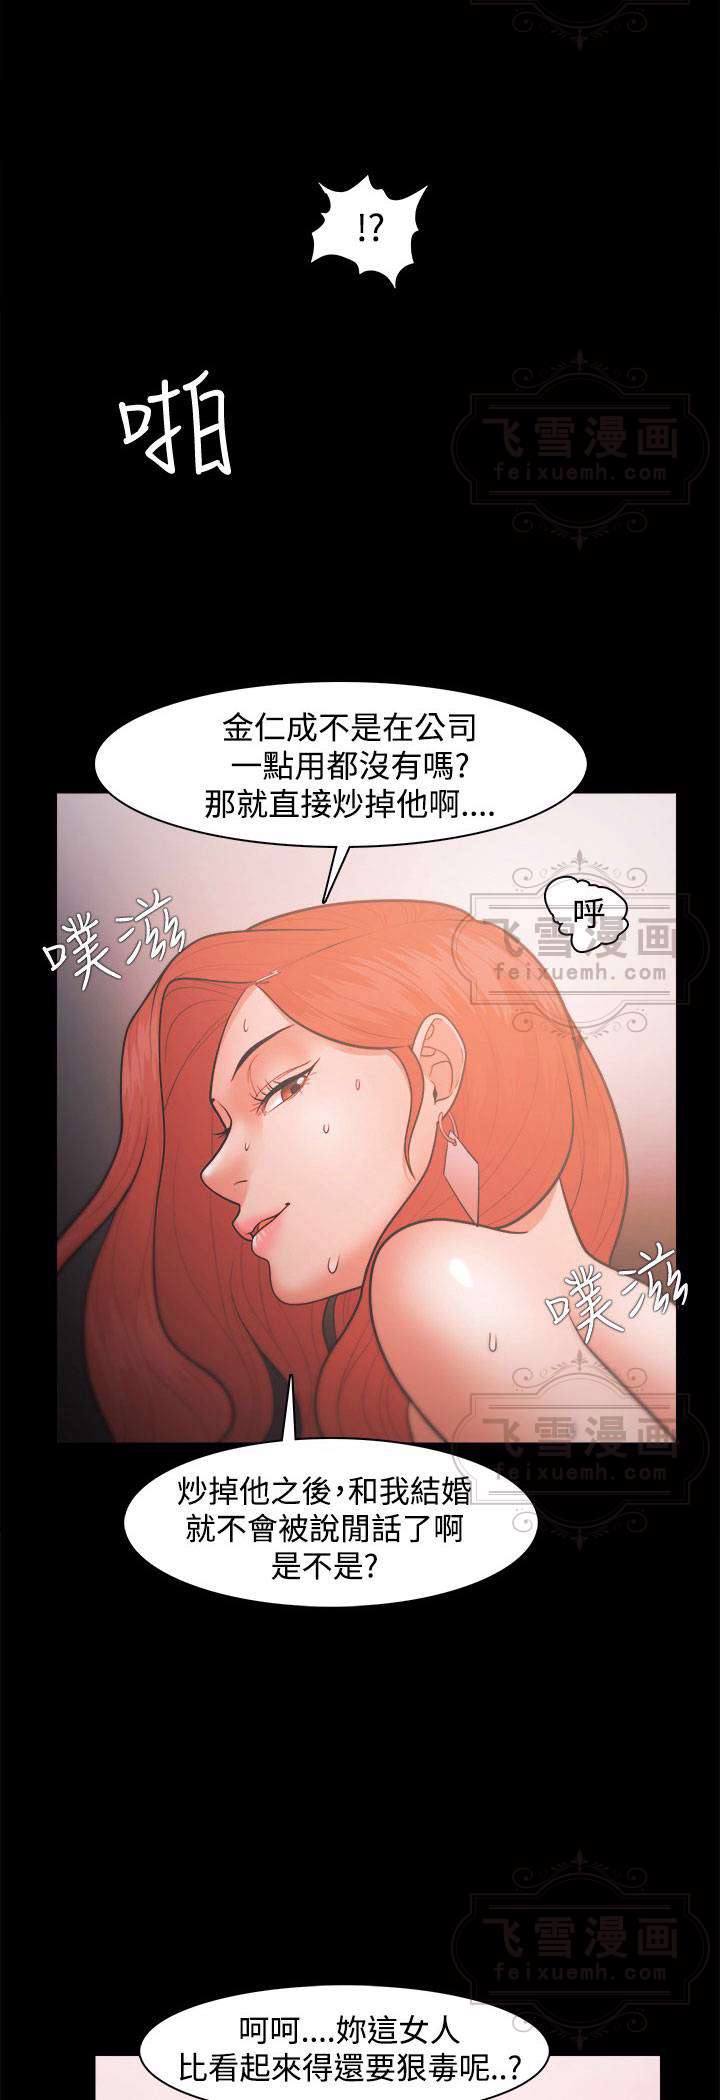 !?
啪
飞雪漫画
feixuemh.com
金仁成不是在公司
一點用都沒有嗎?
那就直接炒掉他啊....
呼
飞雪漫画
feixuemh.com
噗滋
噗滋
飞雪漫画
feixuemh.com
炒掉他之後,和我結婚
就不會被說閒話了啊
是不是?
飞雪漫画
feixuemh.com
呵呵....妳這女人
比看起來得還要狠毒呢..?